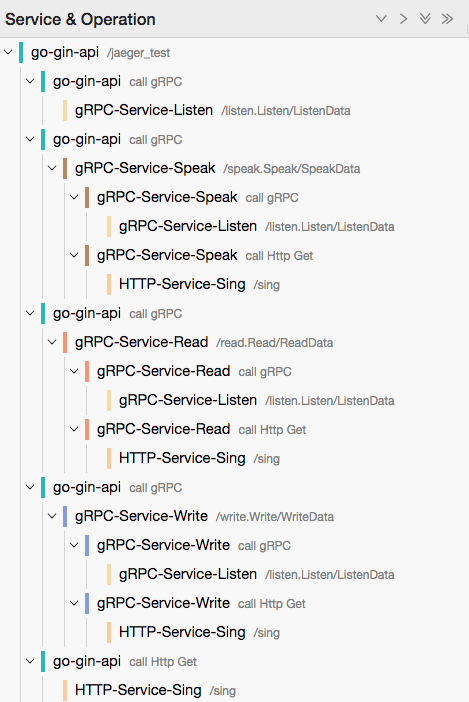 Service & Operation
go-gin-api /jaeger_test
go-gin-api call gRPC
gRPC-Service-Listen /listen.Listen/ListenData
go-gin-api call gRPC
gRPC-Service-Speak /speak.Speak/SpeakData
gRPC-Service-Speak call gRPC
gRPC-Service-Listen /listen.Listen/ListenData
gRPC-Service-Speak call Http Get
HTTP-Service-Sing /sing
go-gin-api call gRPC
gRPC-Service-Read /read.Read/ReadData
gRPC-Service-Read call gRPC
gRPC-Service-Listen /listen.Listen/ListenData
gRPC-Service-Read call Http Get
HTTP-Service-Sing /sing
go-gin-api call gRPC
gRPC-Service-Write /write.Write/WriteData
gRPC-Service-Write call gRPC
gRPC-Service-Listen /listen.Listen/ListenData
gRPC-Service-Write call Http Get
HTTP-Service-Sing /sing
go-gin-api call Http Get
HTTP-Service-Sing /sing